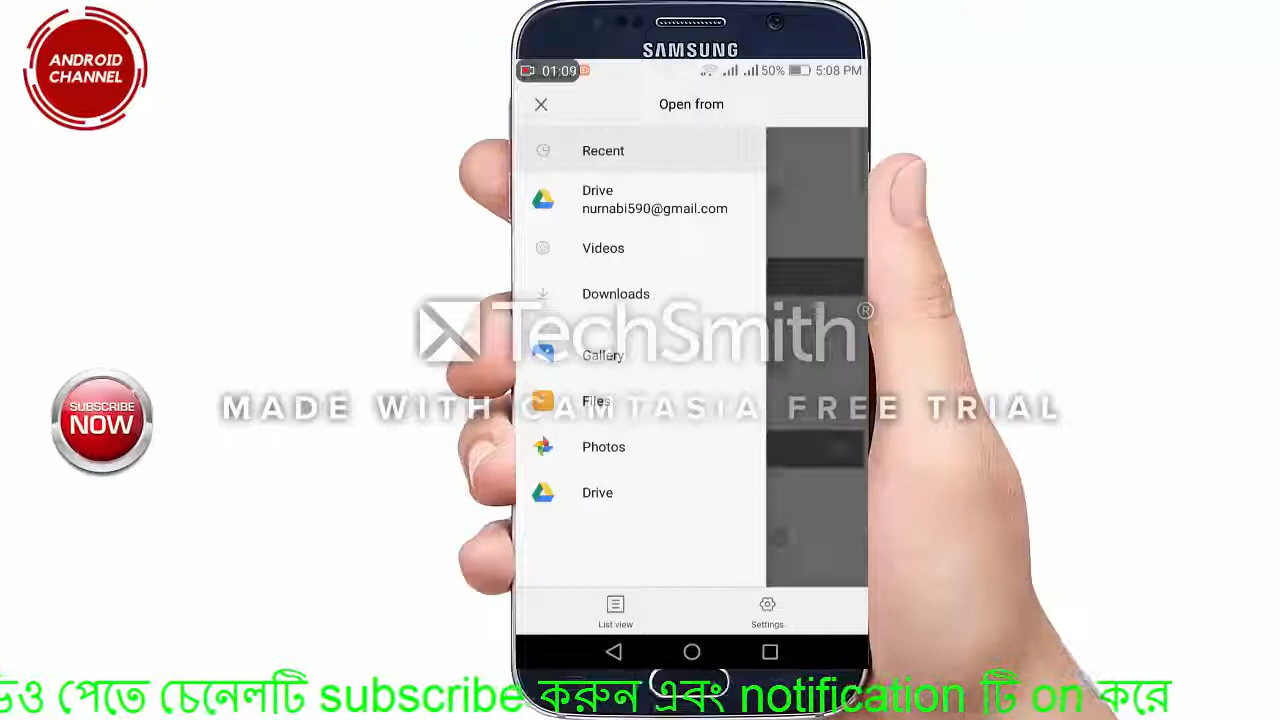 ANDROID
CHANNEL
SAMSUNG
01:09
50% 5:08 PM
Open from
Recent
Drive
nurnabi590@gmail.com
Videos
Downloads
TechSmith®
Gallery
SUBSCRIBE
NOW
Files
MADE WITH CAMTASIA FREE TRIAL
Photos
Drive
List view
Settings
পেতে চেনেলটি subscribe করুন এবং notification টি on করে